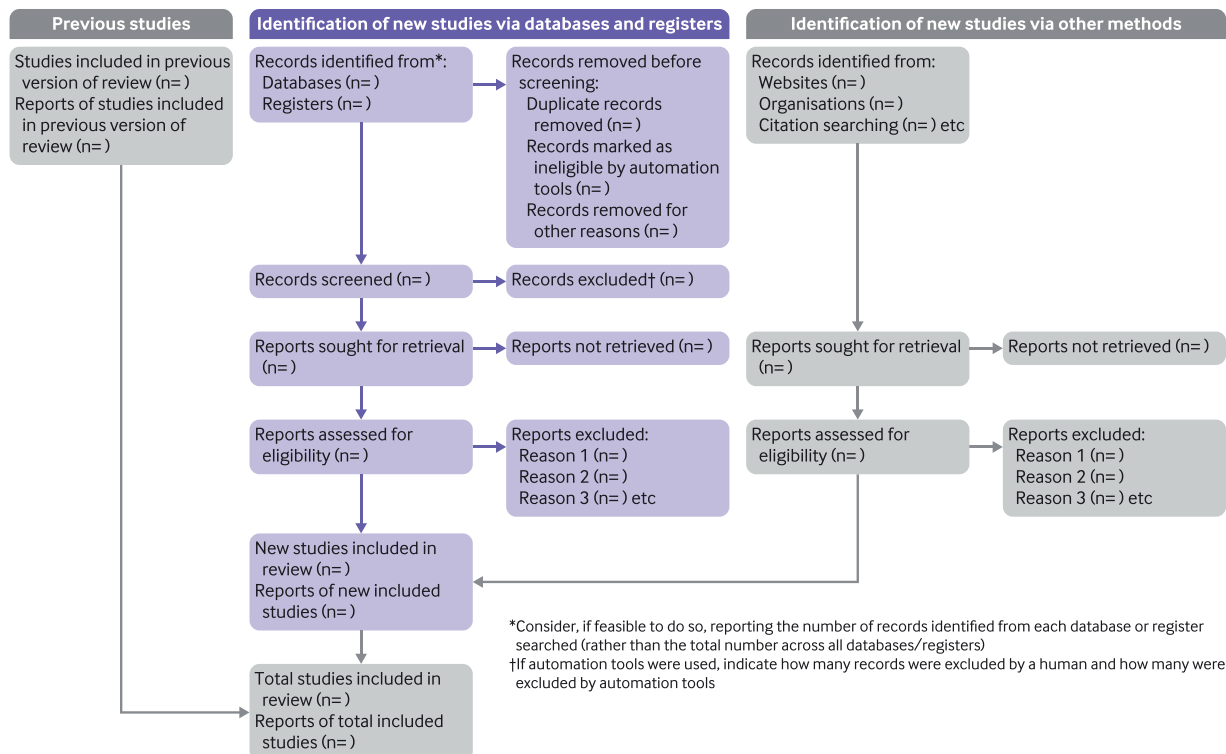 Previous studies
Studies included in previous
version of review (n= )
Reports of studies included
in previous version of
review (n= )
Identification of new studies via databases and registers
Records identified from*:
Databases (n= )
Registers (n= )
Records removed before
screening:
Duplicate records
removed (n= )
Records marked as
ineligible by automation
tools (n= )
Records removed for
other reasons (n= )
Records screened (n= )
Records excluded† (n= )
Reports sought for retrieval
(n= )
Reports not retrieved (n= )
Reports assessed for
eligibility (n= )
Reports excluded:
Reason 1 (n= )
Reason 2 (n= )
Reason 3 (n= ) etc
New studies included in
review (n= )
Reports of new included
studies (n= )
Total studies included in
review (n= )
Reports of total included
studies (n= )
Identification of new studies via other methods
Records identified from:
Websites (n= )
Organisations (n= )
Citation searching (n= ) etc
Reports sought for retrieval
(n= )
Reports not retrieved (n= )
Reports assessed for
eligibility (n= )
Reports excluded:
Reason 1 (n= )
Reason 2 (n= )
Reason 3 (n= ) etc
*Consider, if feasible to do so, reporting the number of records identified from each database or register
searched (rather than the total number across all databases/registers)
†If automation tools were used, indicate how many records were excluded by a human and how many were
excluded by automation tools